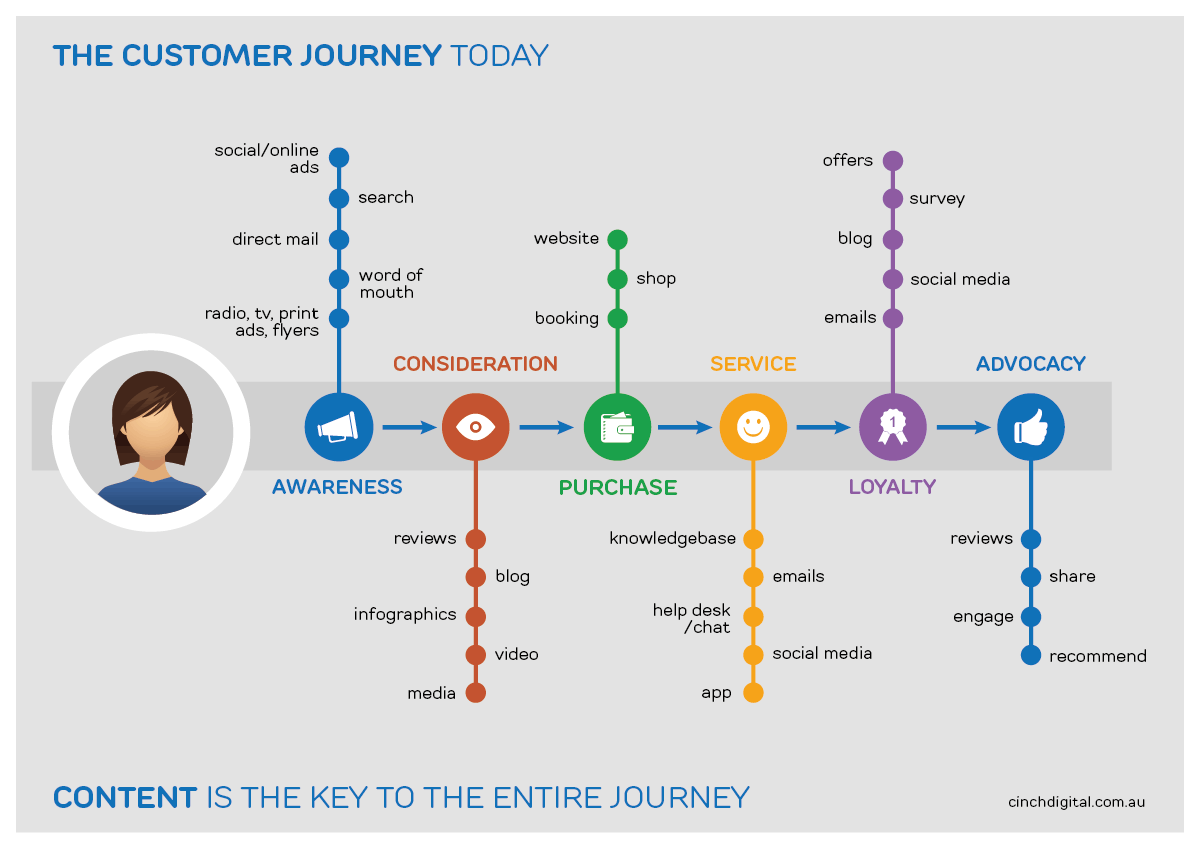 THE CUSTOMER JOURNEY TODAY
social/online
ads
search
direct mail
word of
mouth
radio, tv, print
ads, flyers
AWARENESS
CONSIDERATION
reviews
blog
infographics
video
media
website
shop
booking
PURCHASE
SERVICE
knowledgebase
emails
help desk
/chat
social media
app
offers
survey
blog
social media
emails
1
LOYALTY
ADVOCACY
reviews
share
engage
recommend
CONTENT IS THE KEY TO THE ENTIRE JOURNEY
cinchdigital.com.au